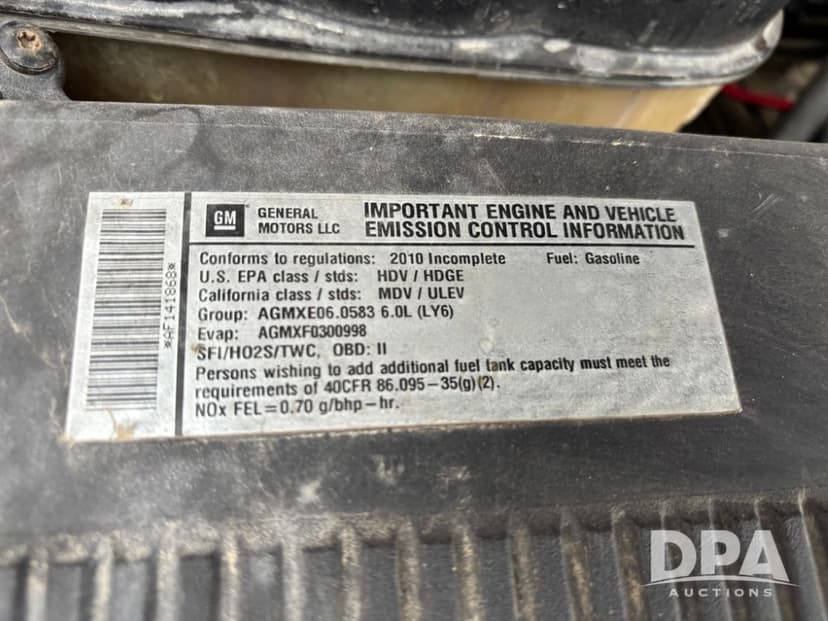 *AF141868*
GM
GENERAL
MOTORS LLC
IMPORTANT ENGINE AND VEHICLE
EMISSION CONTROL INFORMATION
Conforms to regulations: 2010 Incomplete Fuel: Gasoline
U.S. EPA class / stds: HDV / HDGE
California class / stds: MDV / ULEV
Group: AGMXE06.0583 6.0L (LY6)
Evap: AGMXF0300998
SFI/HO2S/TWC, OBD: II
Persons wishing to add additional fuel tank capacity must meet the
requirements of 40CFR 86.095-35(g)(2).
NOx FEL=0.70 g/bhp-hr.
DPA
AUCTIONS